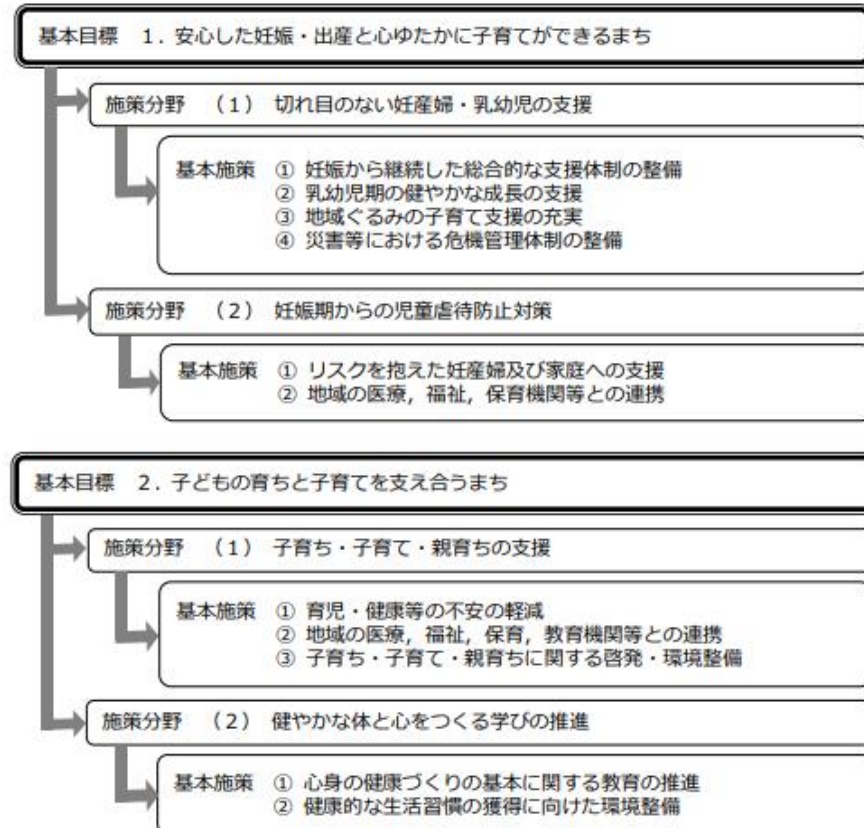 基本目標　１．安心した妊娠・出産と心ゆたかに子育てができるまち
施策分野　（１）　切れ目のない妊産婦・乳幼児の支援
基本施策　①　妊娠から継続した総合的な支援体制の整備
②　乳幼児期の健やかな成長の支援
③　地域ぐるみの子育て支援の充実
④　災害等における危機管理体制の整備
施策分野　（２）　妊娠期からの児童虐待防止対策
基本施策　①　リスクを抱えた妊産婦及び家庭への支援
②　地域の医療，福祉，保育機関等との連携
基本目標　２．子どもの育ちと子育てを支え合うまち
施策分野　（１）　子育ち・子育て・親育ちの支援
基本施策　①　育児・健康等の不安の軽減
②　地域の医療，福祉，保育，教育機関等との連携
③　子育ち・子育て・親育ちに関する啓発・環境整備
施策分野　（２）　健やかな体と心をつくる学びの推進
基本施策　①　心身の健康づくりの基本に関する教育の推進
②　健康的な生活習慣の獲得に向けた環境整備